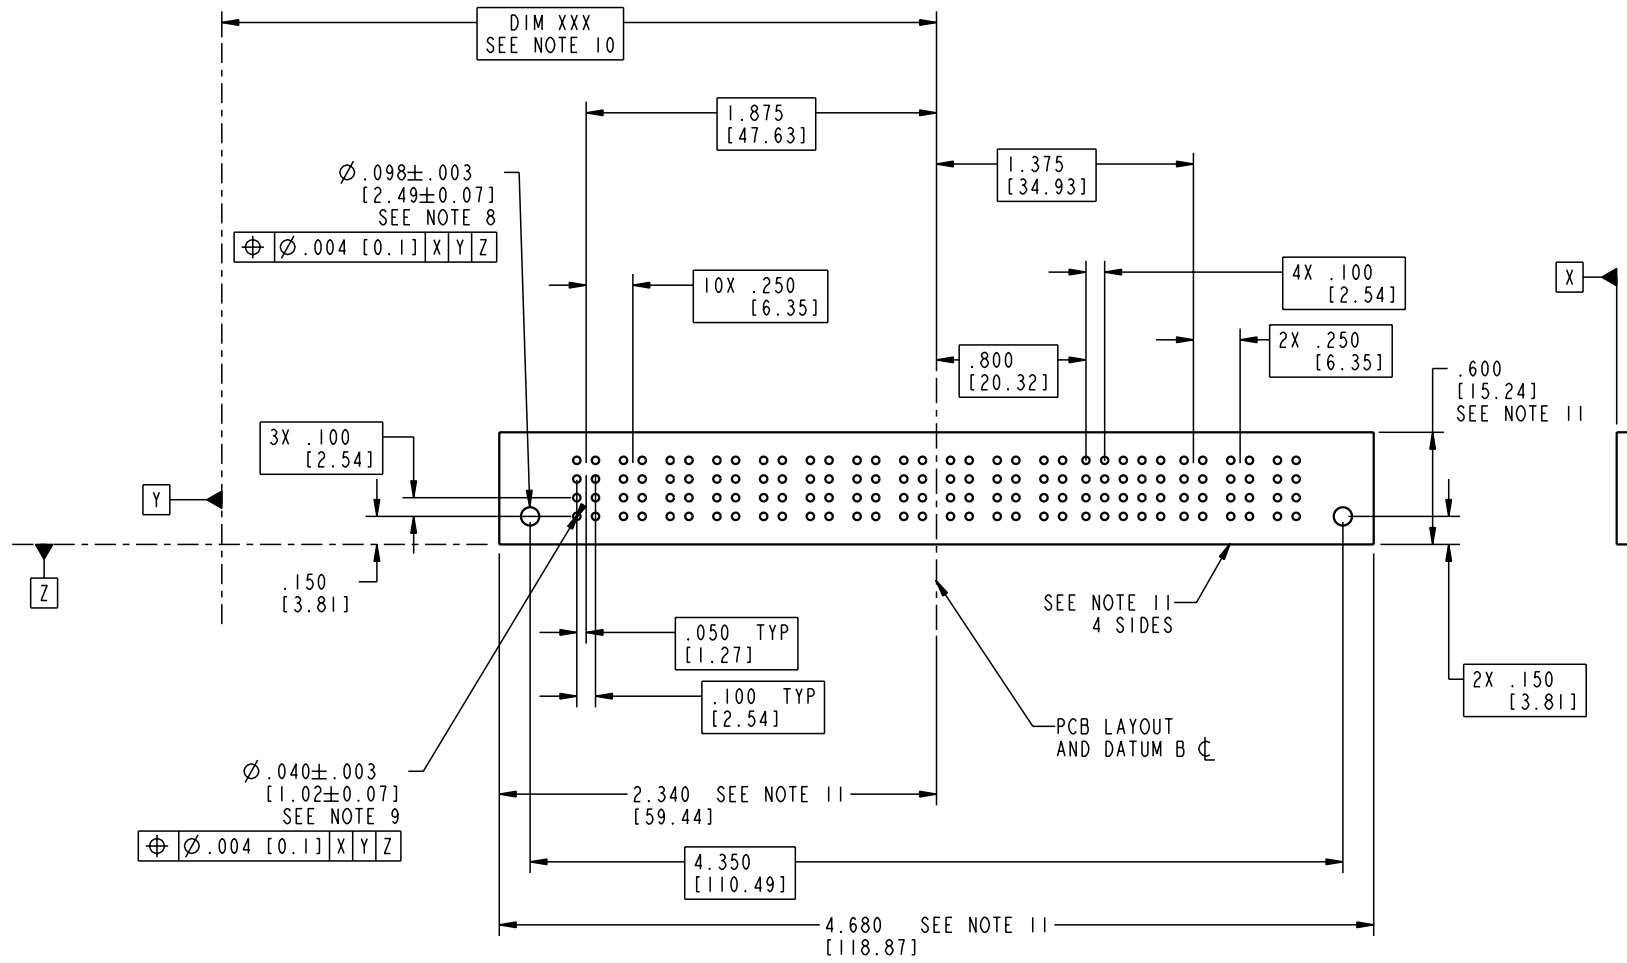 DIM XXX
SEE NOTE 10
1.875
[47.63]
1.375
[34.93]
Ø.098±.003
[2.49±0.07]
SEE NOTE 8
⌖ Ø.004 [0.1] X Y Z
10X .250
[6.35]
4X .100
[2.54]
X
2X .250
[6.35]
.800
[20.32]
.600
[15.24]
SEE NOTE 11
3X .100
[2.54]
Y
Z
.150
[3.81]
SEE NOTE 11
4 SIDES
.050 TYP
[1.27]
2X .150
[3.81]
.100 TYP
[2.54]
PCB LAYOUT
AND DATUM B ℄
Ø.040±.003
[1.02±0.07]
SEE NOTE 9
⌖ Ø.004 [0.1] X Y Z
2.340 SEE NOTE 11
[59.44]
4.350
[110.49]
4.680 SEE NOTE 11
[118.87]